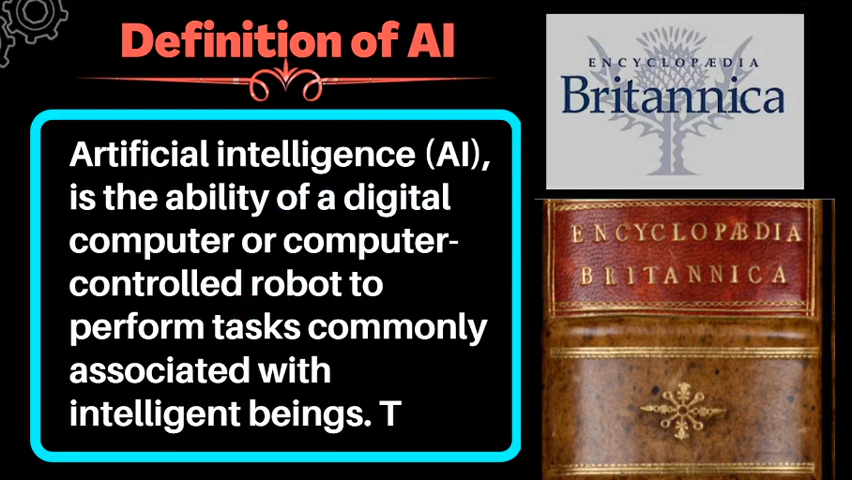 Definition of AI
Artificial intelligence (AI),
is the ability of a digital
computer or computer-
controlled robot to
perform tasks commonly
associated with
intelligent beings. T
ENCYCLOPÆDIA
Britannica
ENCYCLOPÆDIA
BRITANNICA